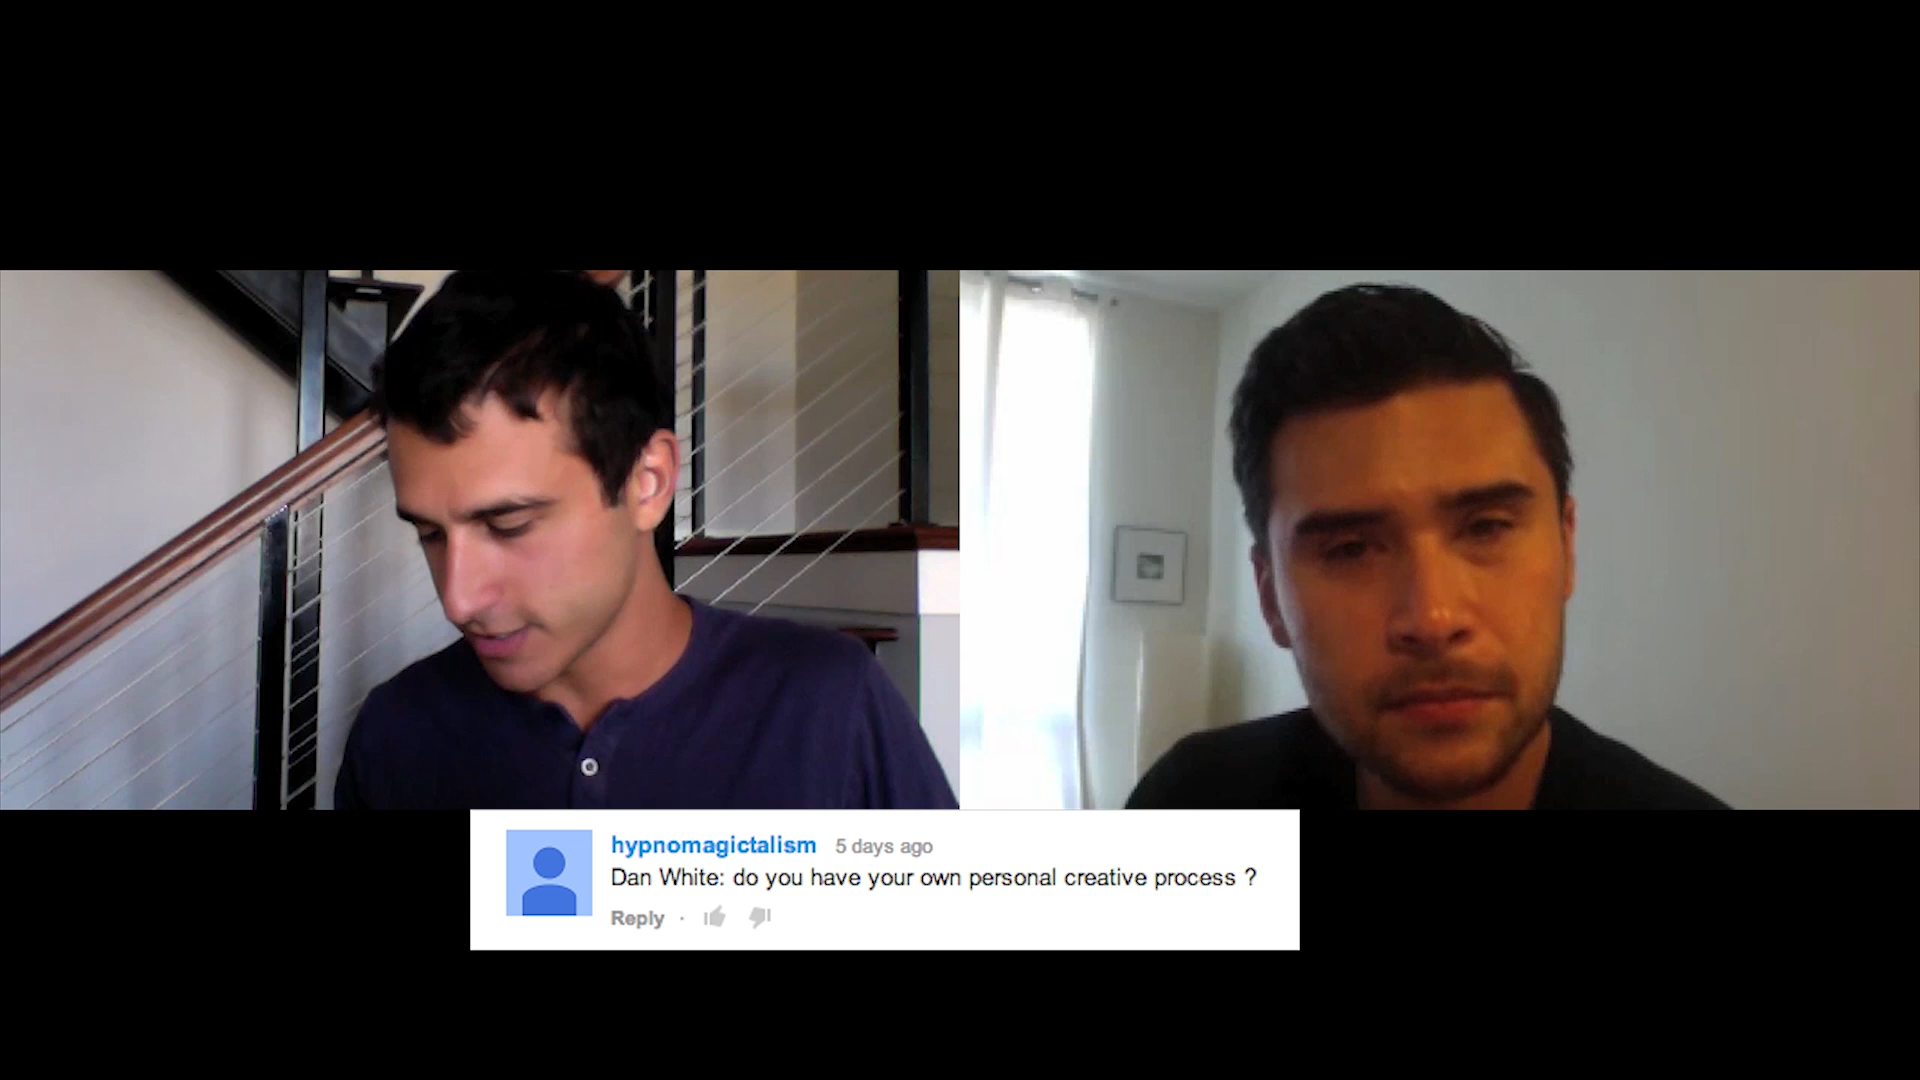 hypnomagictalism 5 days ago
Dan White: do you have your own personal creative process ?
Reply ·